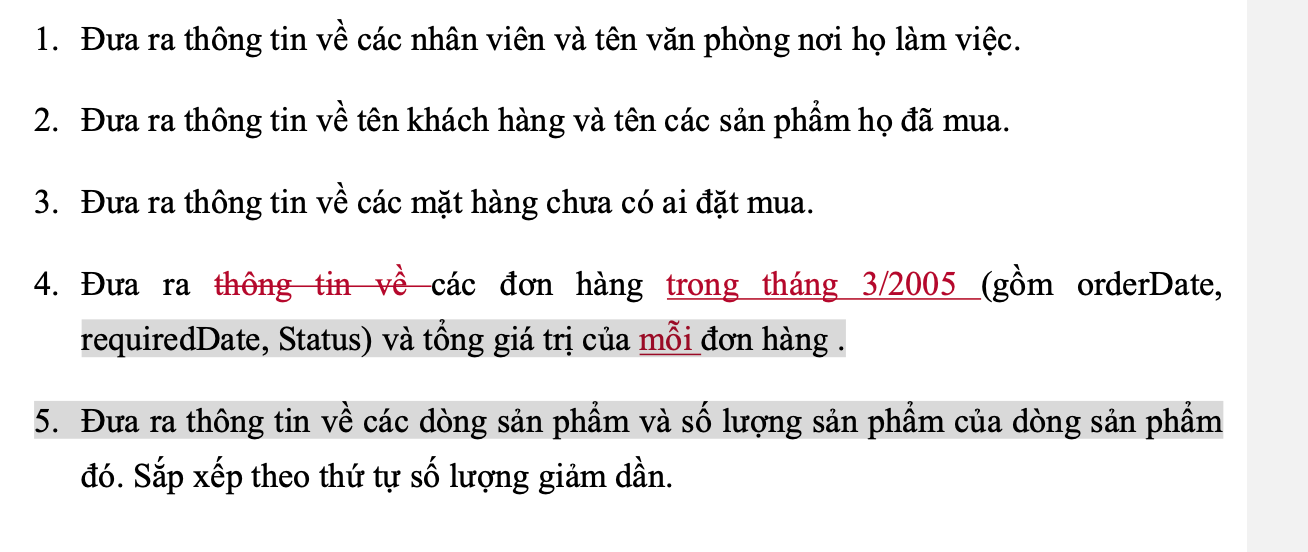 1. Đưa ra thông tin về các nhân viên và tên văn phòng nơi họ làm việc.
2. Đưa ra thông tin về tên khách hàng và tên các sản phẩm họ đã mua.
3. Đưa ra thông tin về các mặt hàng chưa có ai đặt mua.
4. Đưa ra thông tin về các đơn hàng trong tháng 3/2005 (gồm orderDate,
requiredDate, Status) và tổng giá trị của mỗi đơn hàng .
5. Đưa ra thông tin về các dòng sản phẩm và số lượng sản phẩm của dòng sản phẩm
đó. Sắp xếp theo thứ tự số lượng giảm dần.